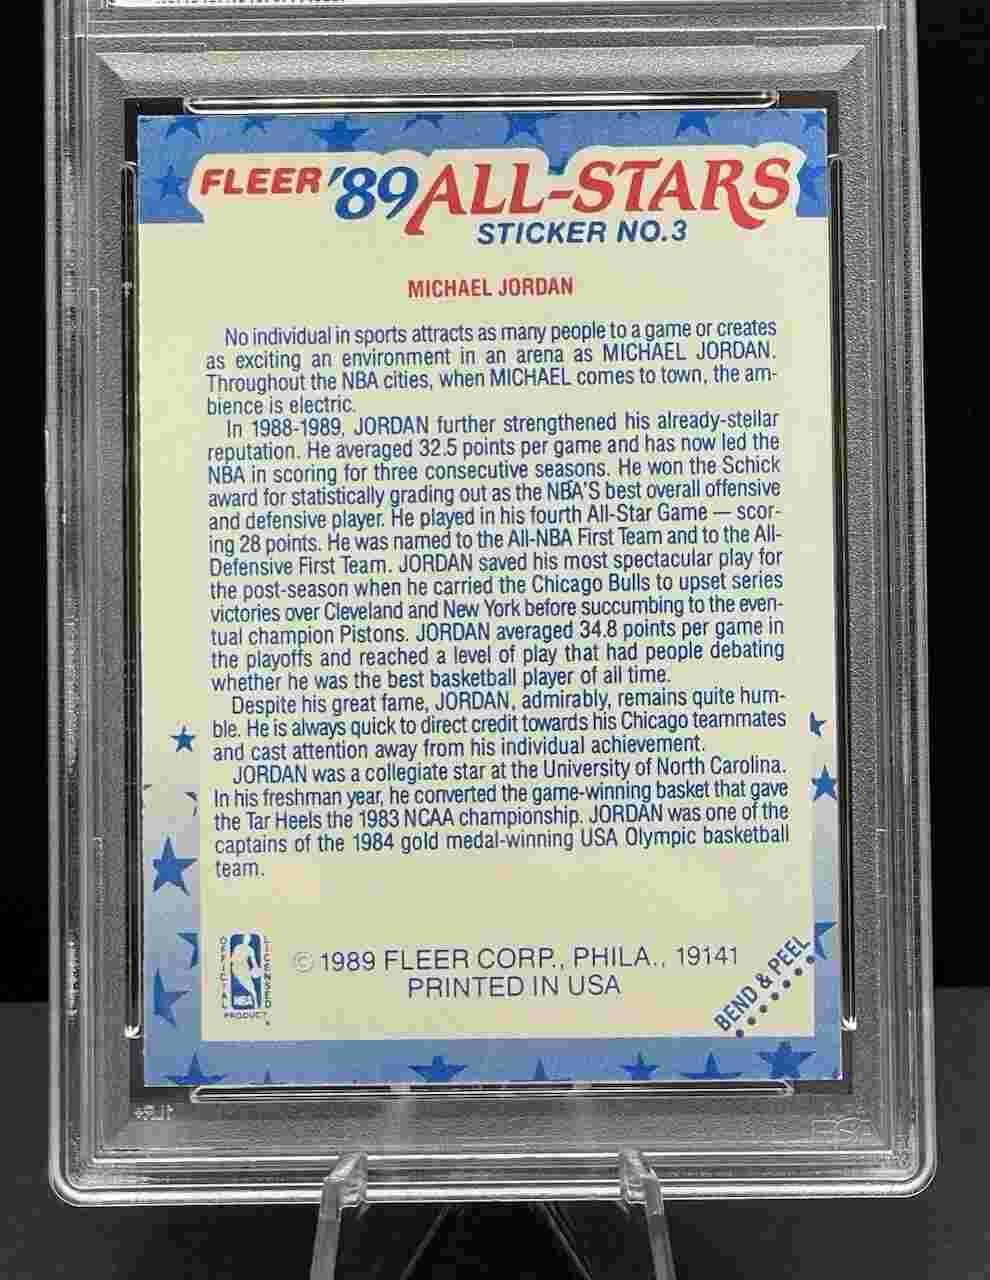 FLEER '89 ALL-STARS
STICKER NO.3
MICHAEL JORDAN
No individual in sports attracts as many people to a game or creates
as exciting an environment in an arena as MICHAEL JORDAN.
Throughout the NBA cities, when MICHAEL comes to town, the am-
bience is electric.
In 1988-1989, JORDAN further strengthened his already-stellar
reputation. He averaged 32.5 points per game and has now led the
NBA in scoring for three consecutive seasons. He won the Schick
award for statistically grading out as the NBA'S best overall offensive
and defensive player. He played in his fourth All-Star Game — scor-
ing 28 points. He was named to the All-NBA First Team and to the All-
Defensive First Team. JORDAN saved his most spectacular play for
the post-season when he carried the Chicago Bulls to upset series
victories over Cleveland and New York before succumbing to the even-
tual champion Pistons. JORDAN averaged 34.8 points per game in
the playoffs and reached a level of play that had people debating
whether he was the best basketball player of all time.
Despite his great fame, JORDAN, admirably, remains quite hum-
ble. He is always quick to direct credit towards his Chicago teammates
and cast attention away from his individual achievement.
JORDAN was a collegiate star at the University of North Carolina.
In his freshman year, he converted the game-winning basket that gave
the Tar Heels the 1983 NCAA championship. JORDAN was one of the
captains of the 1984 gold medal-winning USA Olympic basketball
team.
OFFICIAL NBA LICENSED
PRODUCT
© 1989 FLEER CORP., PHILA., 19141
PRINTED IN USA
BEND & PEEL